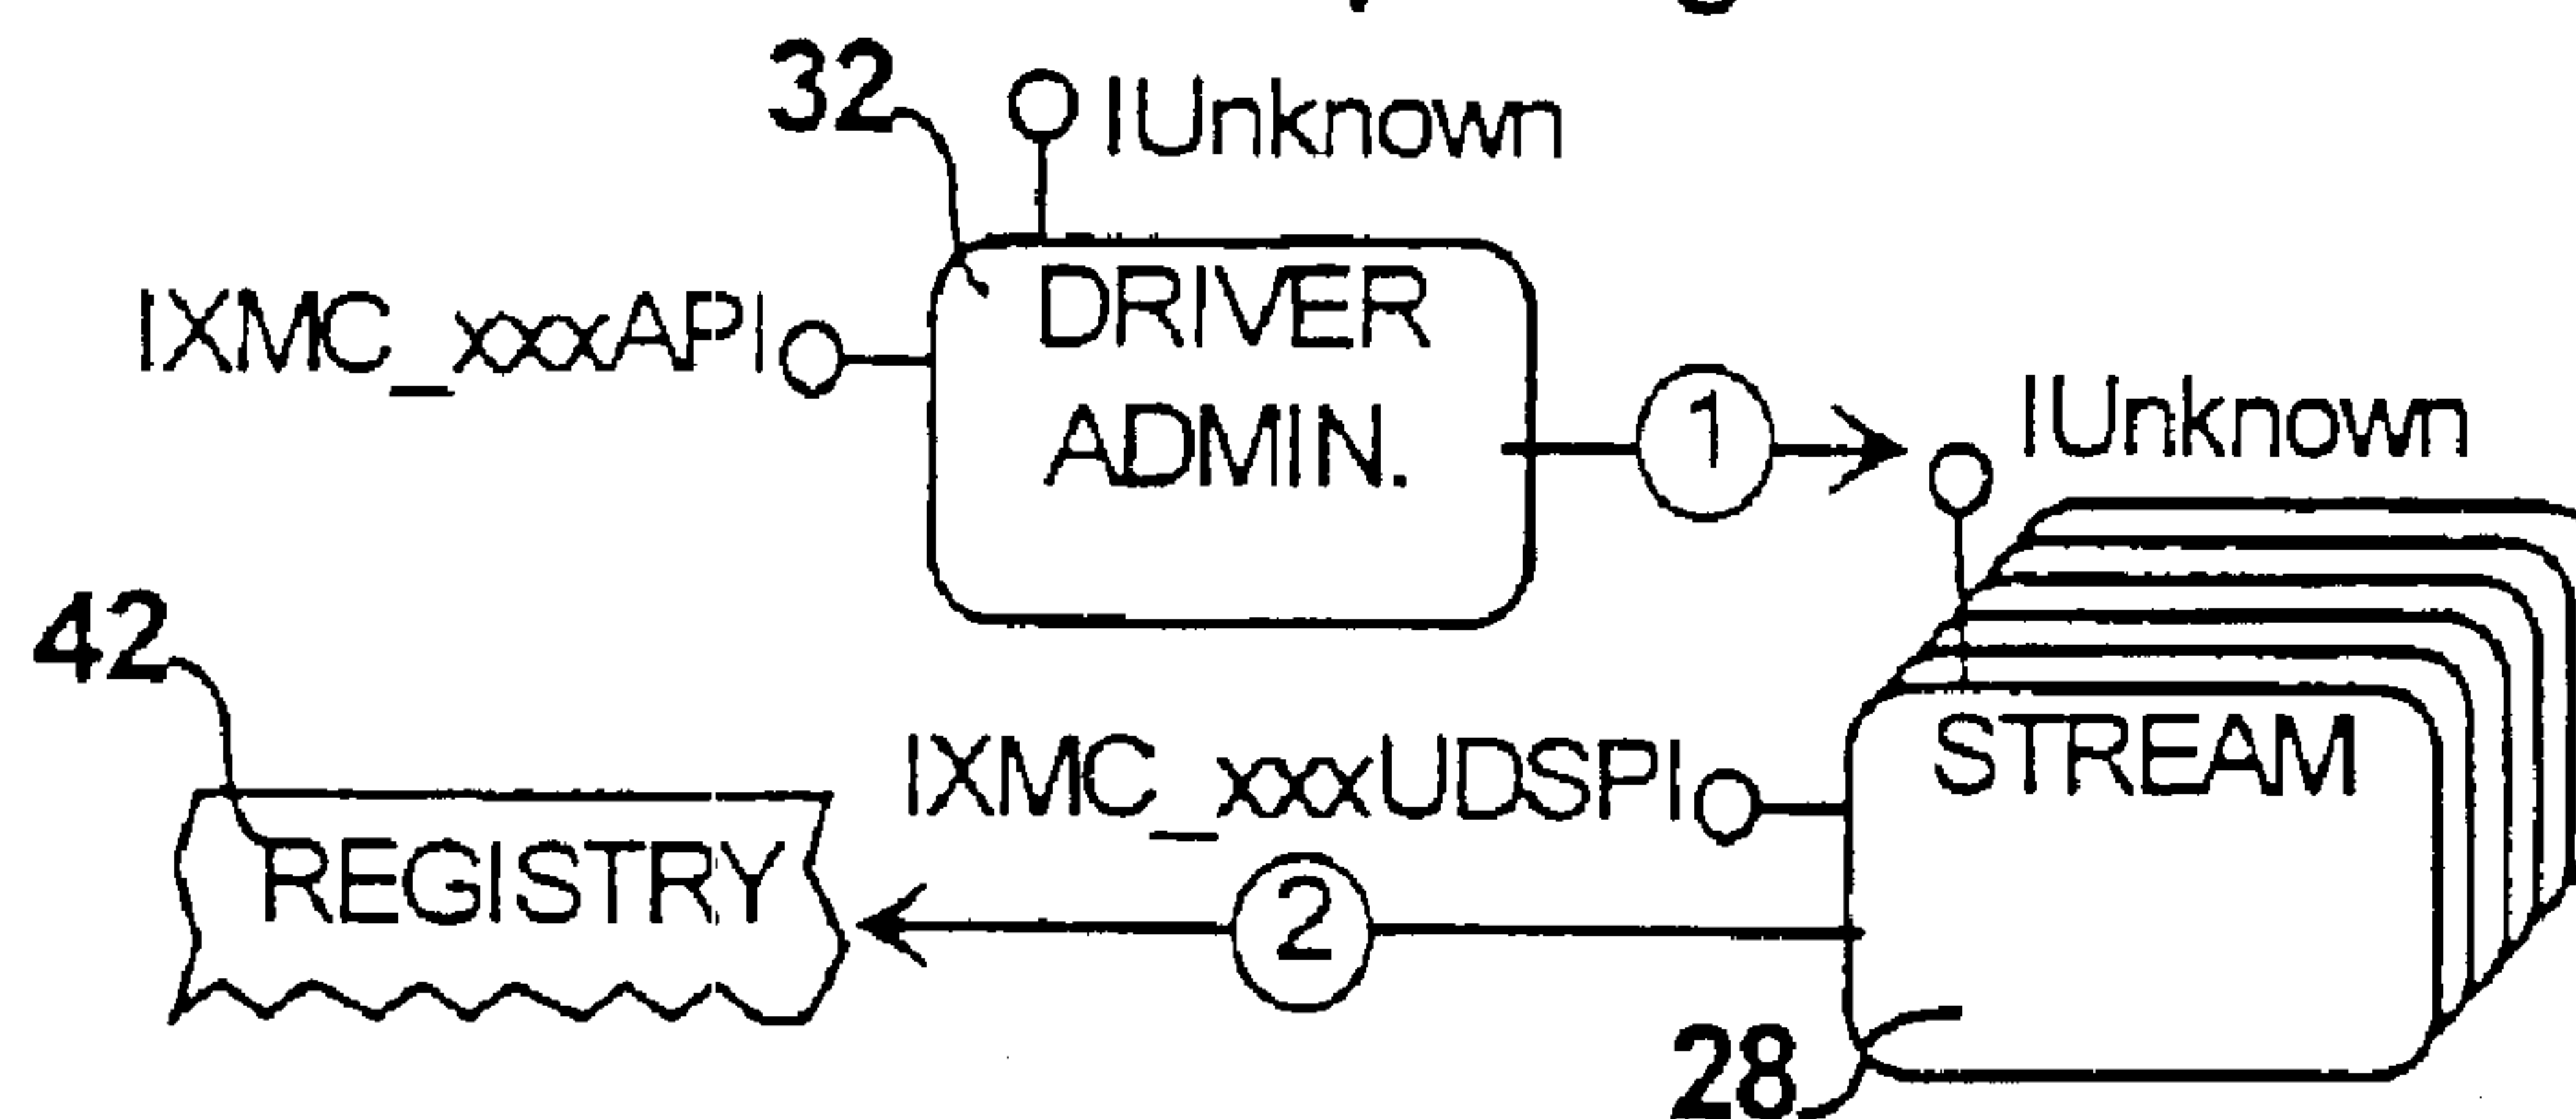 32
IUnknown
IXMC_xxxAPI
DRIVER
ADMIN.
1
IUnknown
42
REGISTRY
IXMC_xxxUDSPI
STREAM
2
28